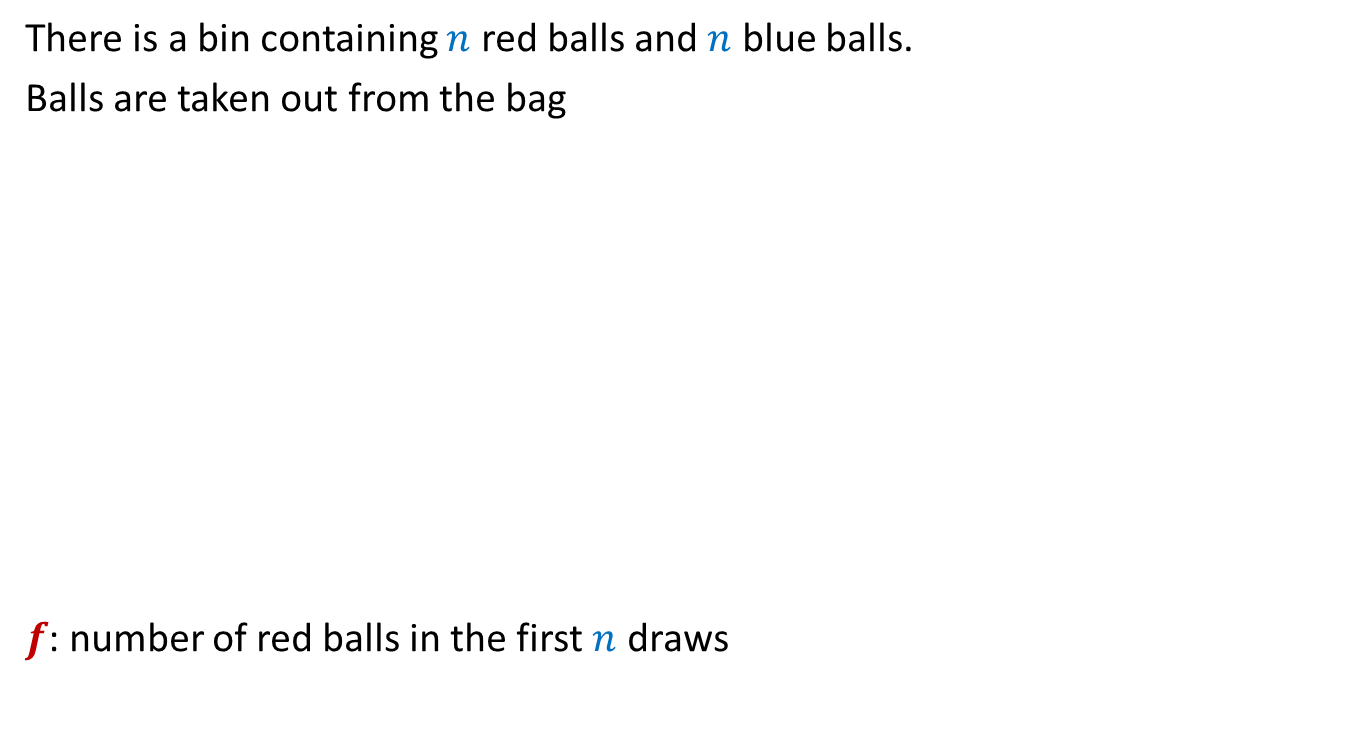 There is a bin containing n red balls and n blue balls.
Balls are taken out from the bag
f: number of red balls in the first n draws